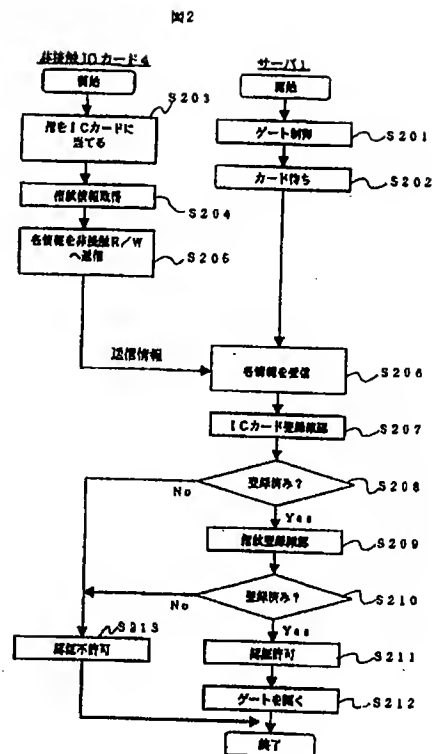 図2
非接触ICカード4
開始
S203
指をICカードに
当てる
指紋情報取得
S204
各情報を非接触R/W
へ送信
S205
送信情報
サーバ1
開始
ゲート制御
S201
カード待ち
S202
各情報を受信
S206
ICカード登録確認
S207
登録済み?
S208
No
Yes
指紋登録確認
S209
登録済み?
S210
No
Yes
S213
認証不許可
認証許可
S211
ゲートを開く
S212
終了